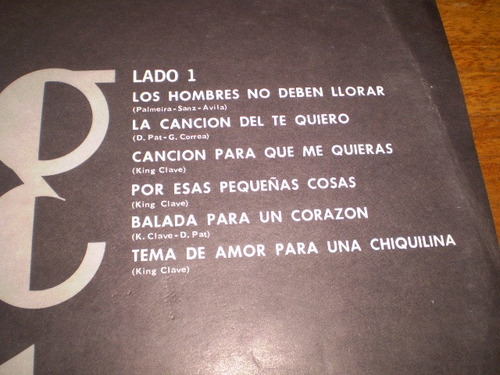 LADO 1
LOS HOMBRES NO DEBEN LLORAR
(Palmeira-Sanz-Avila)
LA CANCION DEL TE QUIERO
(D. Pat-G. Correa)
CANCION PARA QUE ME QUIERAS
(King Clave)
POR ESAS PEQUEÑAS COSAS
(King Clave)
BALADA PARA UN CORAZON
(K. Clave-D. Pat)
TEMA DE AMOR PARA UNA CHIQUILINA
(King Clave)